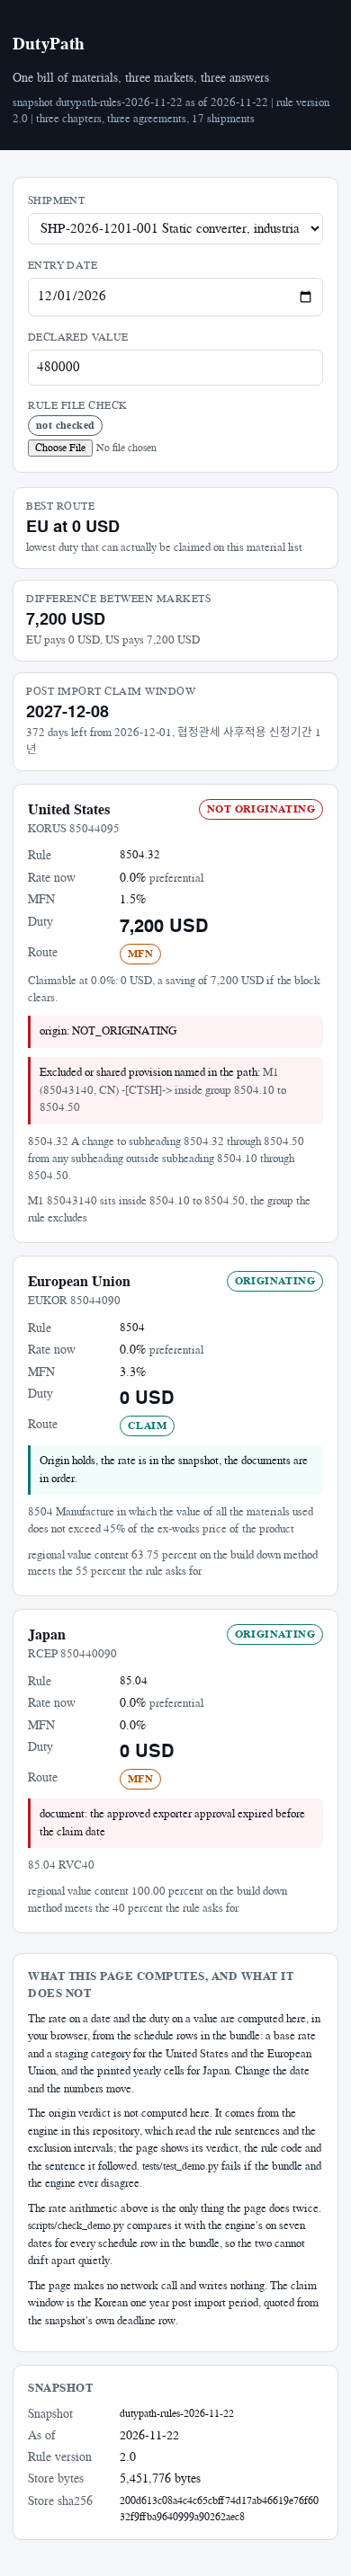 DutyPath
One bill of materials, three markets, three answers
snapshot dutypath-rules-2026-11-22 as of 2026-11-22 | rule version
2.0 | three chapters, three agreements, 17 shipments
SHIPMENT
SHP-2026-1201-001 Static converter, industria
ENTRY DATE
12/01/2026
DECLARED VALUE
480000
RULE FILE CHECK
not checked
Choose File No file chosen
BEST ROUTE
EU at 0 USD
lowest duty that can actually be claimed on this material list
DIFFERENCE BETWEEN MARKETS
7,200 USD
EU pays 0 USD, US pays 7,200 USD
POST IMPORT CLAIM WINDOW
2027-12-08
372 days left from 2026-12-01, 협정관세 사후적용 신청기간 1
년
United States NOT ORIGINATING
KORUS 85044095
Rule 8504.32
Rate now 0.0% preferential
MFN 1.5%
Duty 7,200 USD
Route MFN
Claimable at 0.0%: 0 USD, a saving of 7,200 USD if the block
clears.
origin: NOT_ORIGINATING
Excluded or shared provision named in the path: M1
(85043140, CN) -[CTSH]-> inside group 8504.10 to
8504.50
8504.32 A change to subheading 8504.32 through 8504.50
from any subheading outside subheading 8504.10 through
8504.50.
M1 85043140 sits inside 8504.10 to 8504.50, the group the
rule excludes
European Union ORIGINATING
EUKOR 85044090
Rule 8504
Rate now 0.0% preferential
MFN 3.3%
Duty 0 USD
Route CLAIM
Origin holds, the rate is in the snapshot, the documents are
in order.
8504 Manufacture in which the value of all the materials used
does not exceed 45% of the ex-works price of the product
regional value content 63.75 percent on the build down method
meets the 55 percent the rule asks for
Japan ORIGINATING
RCEP 850440090
Rule 85.04
Rate now 0.0% preferential
MFN 0.0%
Duty 0 USD
Route MFN
document: the approved exporter approval expired before
the claim date
85.04 RVC40
regional value content 100.00 percent on the build down
method meets the 40 percent the rule asks for
WHAT THIS PAGE COMPUTES, AND WHAT IT
DOES NOT
The rate on a date and the duty on a value are computed here, in
your browser, from the schedule rows in the bundle: a base rate
and a staging category for the United States and the European
Union, and the printed yearly cells for Japan. Change the date
and the numbers move.
The origin verdict is not computed here. It comes from the
engine in this repository, which read the rule sentences and the
exclusion intervals; the page shows its verdict, the rule code and
the sentence it followed. tests/test_demo.py fails if the bundle and
the engine ever disagree.
The rate arithmetic above is the only thing the page does twice.
scripts/check_demo.py compares it with the engine's on seven
dates for every schedule row in the bundle, so the two cannot
drift apart quietly.
The page makes no network call and writes nothing. The claim
window is the Korean one year post import period, quoted from
the snapshot's own deadline row.
SNAPSHOT
Snapshot dutypath-rules-2026-11-22
As of 2026-11-22
Rule version 2.0
Store bytes 5,451,776 bytes
Store sha256 200d613c08a4c4c65cbff74d17ab46619e76f60
32f9ffba9640999a90262aec8